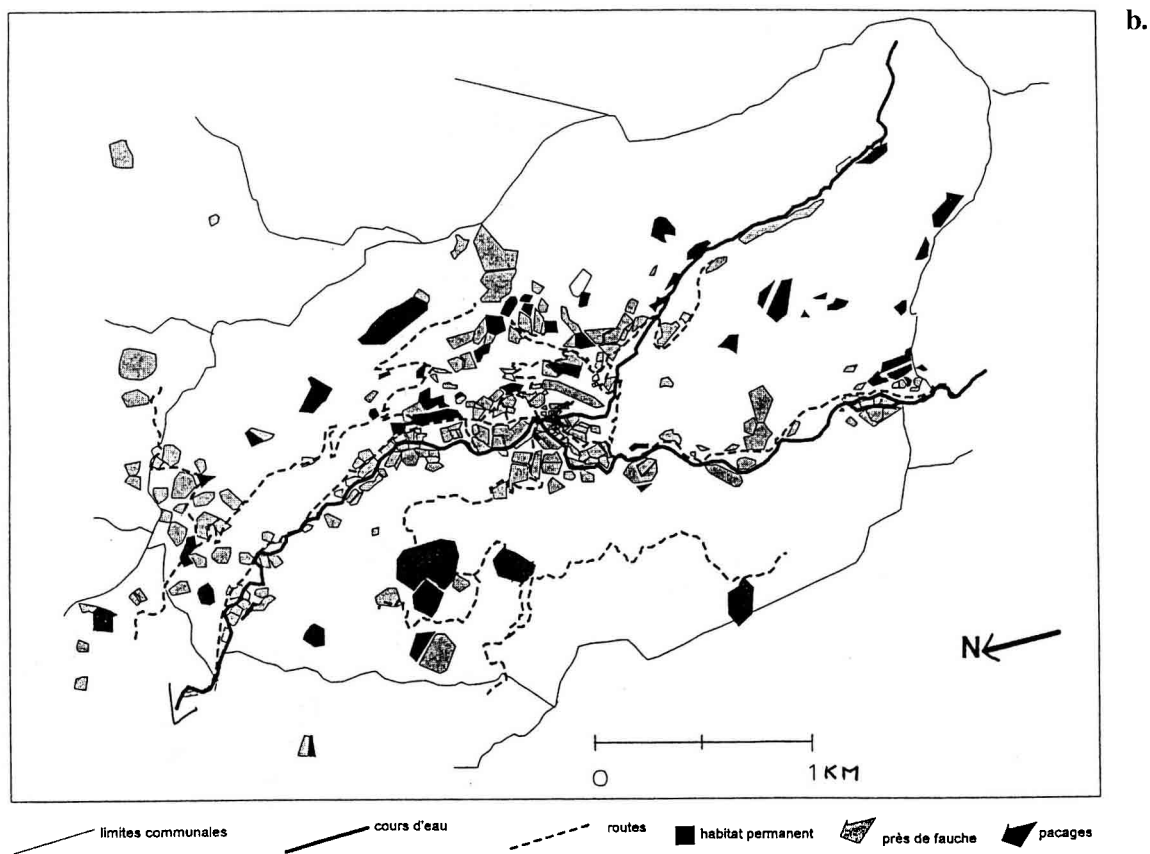 b.
N
0 1 KM
limites communales cours d'eau routes habitat permanent près de fauche pacages